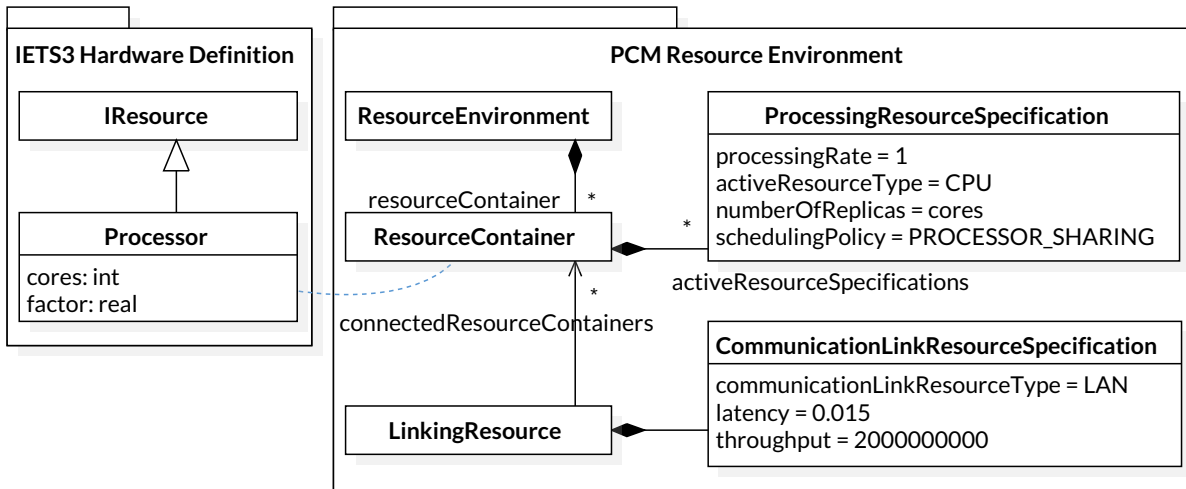 IETS3 Hardware Definition
IResource
Processor
cores: int
factor: real
PCM Resource Environment
ResourceEnvironment
resourceContainer
*
ResourceContainer
*
activeResourceSpecifications
ProcessingResourceSpecification
processingRate = 1
activeResourceType = CPU
numberOfReplicas = cores
schedulingPolicy = PROCESSOR_SHARING
*
connectedResourceContainers
LinkingResource
CommunicationLinkResourceSpecification
communicationLinkResourceType = LAN
latency = 0.015
throughput = 2000000000